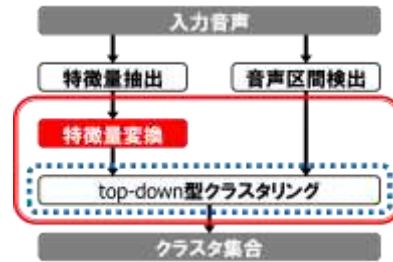 入力音声
特徴量抽出
音声区間検出
特徴量変換
top-down型クラスタリング
クラスタ集合